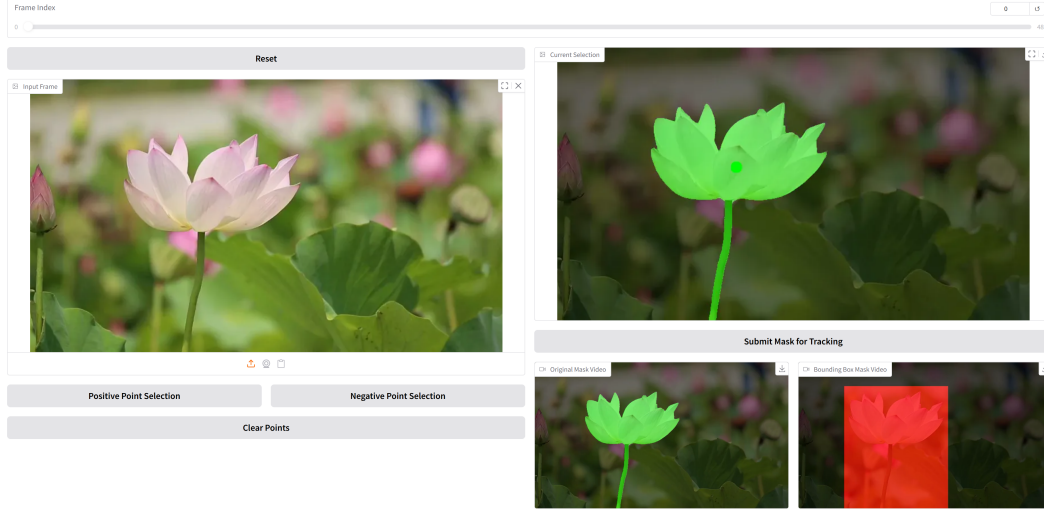 Frame Index
0
↺
0
Reset
Input Frame
Positive Point Selection
Negative Point Selection
Clear Points
Current Selection
Submit Mask for Tracking
Original Mask Video
Bounding Box Mask Video